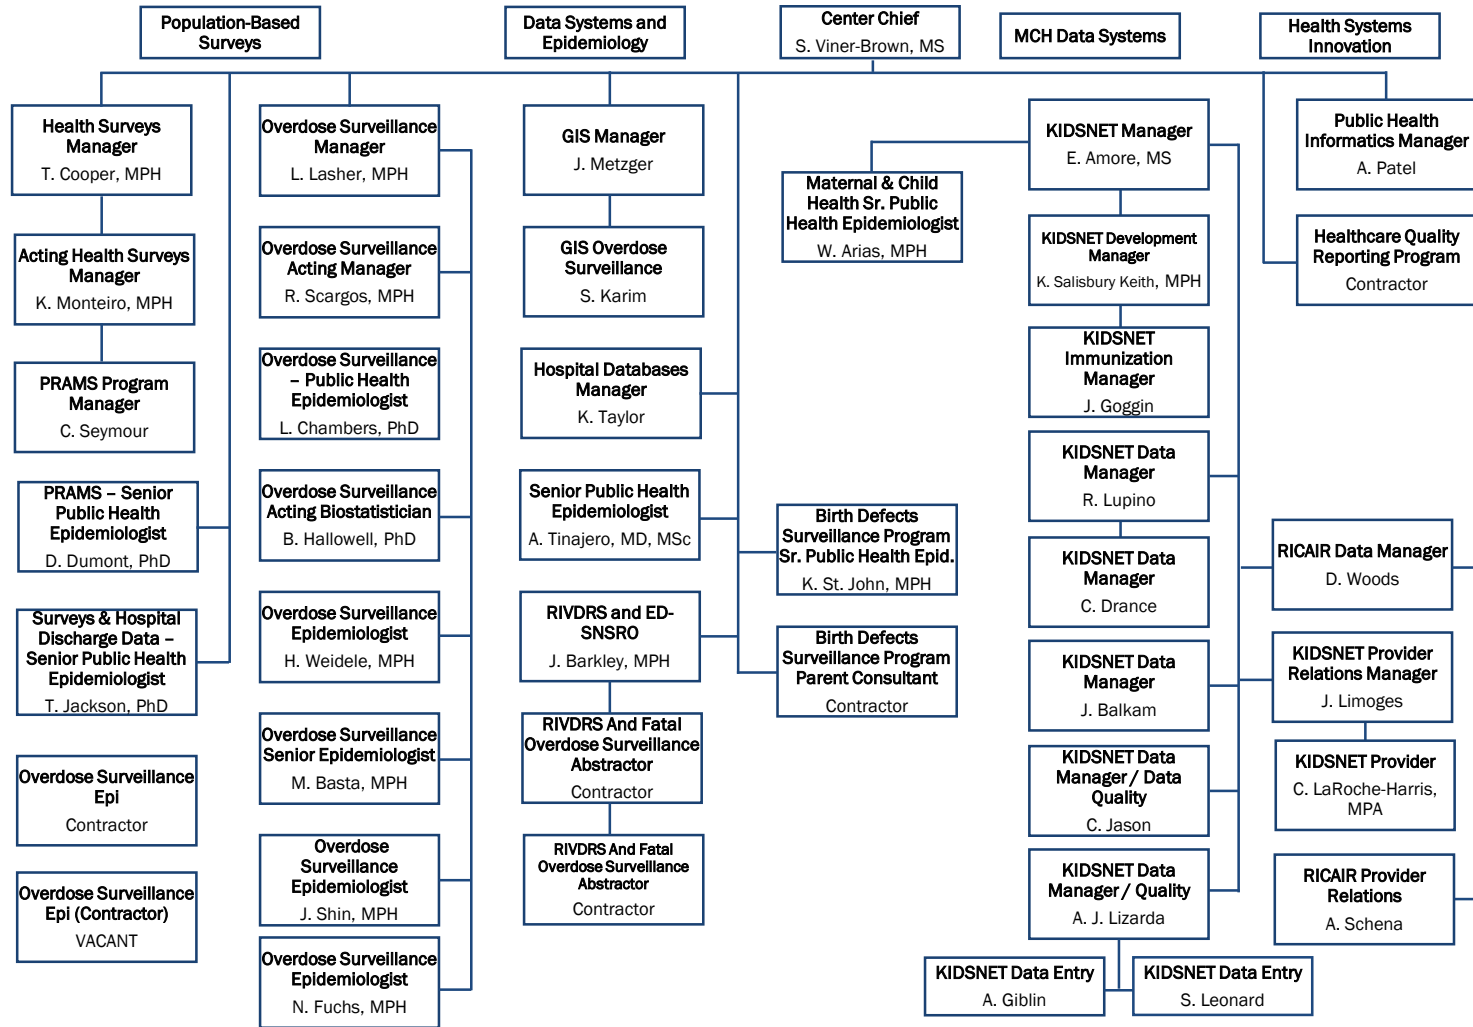 Population-Based
Surveys
Data Systems and
Epidemiology
Center Chief
S. Viner-Brown, MS
MCH Data Systems
Health Systems
Innovation
Health Surveys
Manager
T. Cooper, MPH
Acting Health Surveys
Manager
K. Monteiro, MPH
PRAMS Program
Manager
C. Seymour
PRAMS – Senior
Public Health
Epidemiologist
D. Dumont, PhD
Surveys & Hospital
Discharge Data –
Senior Public Health
Epidemiologist
T. Jackson, PhD
Overdose Surveillance
Epi
Contractor
Overdose Surveillance
Epi (Contractor)
VACANT
Overdose Surveillance
Manager
L. Lasher, MPH
Overdose Surveillance
Acting Manager
R. Scargos, MPH
Overdose Surveillance
– Public Health
Epidemiologist
L. Chambers, PhD
Overdose Surveillance
Acting Biostatistician
B. Hallowell, PhD
Overdose Surveillance
Epidemiologist
H. Weidele, MPH
Overdose Surveillance
Senior Epidemiologist
M. Basta, MPH
Overdose
Surveillance
Epidemiologist
J. Shin, MPH
Overdose Surveillance
Epidemiologist
N. Fuchs, MPH
GIS Manager
J. Metzger
GIS Overdose
Surveillance
S. Karim
Hospital Databases
Manager
K. Taylor
Senior Public Health
Epidemiologist
A. Tinajero, MD, MSc
RIVDRS and ED-
SNSRO
J. Barkley, MPH
RIVDRS And Fatal
Overdose Surveillance
Abstractor
Contractor
RIVDRS And Fatal
Overdose Surveillance
Abstractor
Contractor
Maternal & Child
Health Sr. Public
Health Epidemiologist
W. Arias, MPH
Birth Defects
Surveillance Program
Sr. Public Health Epid.
K. St. John, MPH
Birth Defects
Surveillance Program
Parent Consultant
Contractor
KIDSNET Manager
E. Amore, MS
KIDSNET Development
Manager
K. Salisbury Keith, MPH
KIDSNET
Immunization
Manager
J. Goggin
KIDSNET Data
Manager
R. Lupino
KIDSNET Data
Manager
C. Drance
KIDSNET Data
Manager
J. Balkam
KIDSNET Data
Manager / Data
Quality
C. Jason
KIDSNET Data
Manager / Quality
A. J. Lizarda
KIDSNET Data Entry
A. Giblin
KIDSNET Data Entry
S. Leonard
Public Health
Informatics Manager
A. Patel
Healthcare Quality
Reporting Program
Contractor
RICAIR Data Manager
D. Woods
KIDSNET Provider
Relations Manager
J. Limoges
KIDSNET Provider
C. LaRoche-Harris,
MPA
RICAIR Provider
Relations
A. Schena